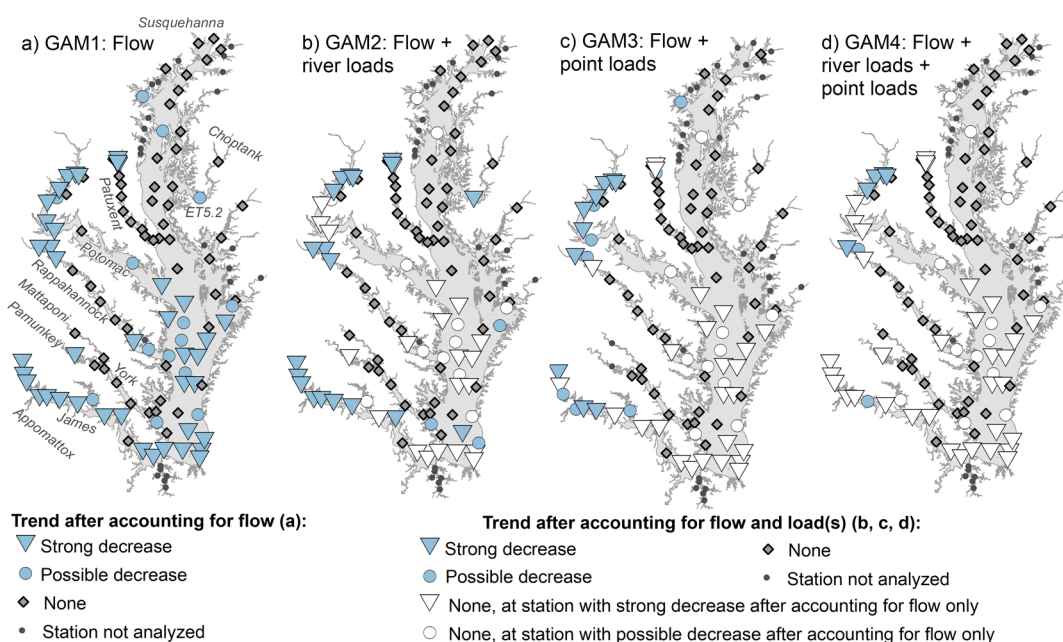 Susquehanna
a) GAM1: Flow
b) GAM2: Flow +
river loads
c) GAM3: Flow +
point loads
d) GAM4: Flow +
river loads +
point loads
Choptank
Patuxent
ET5.2
Potomac
Rappahannock
Mattaponi
Pamunkey
York
James
Appomattox
Trend after accounting for flow (a):
Strong decrease
Possible decrease
None
Station not analyzed
Trend after accounting for flow and load(s) (b, c, d):
Strong decrease
Possible decrease
None, at station with strong decrease after accounting for flow only
None, at station with possible decrease after accounting for flow only
None
Station not analyzed